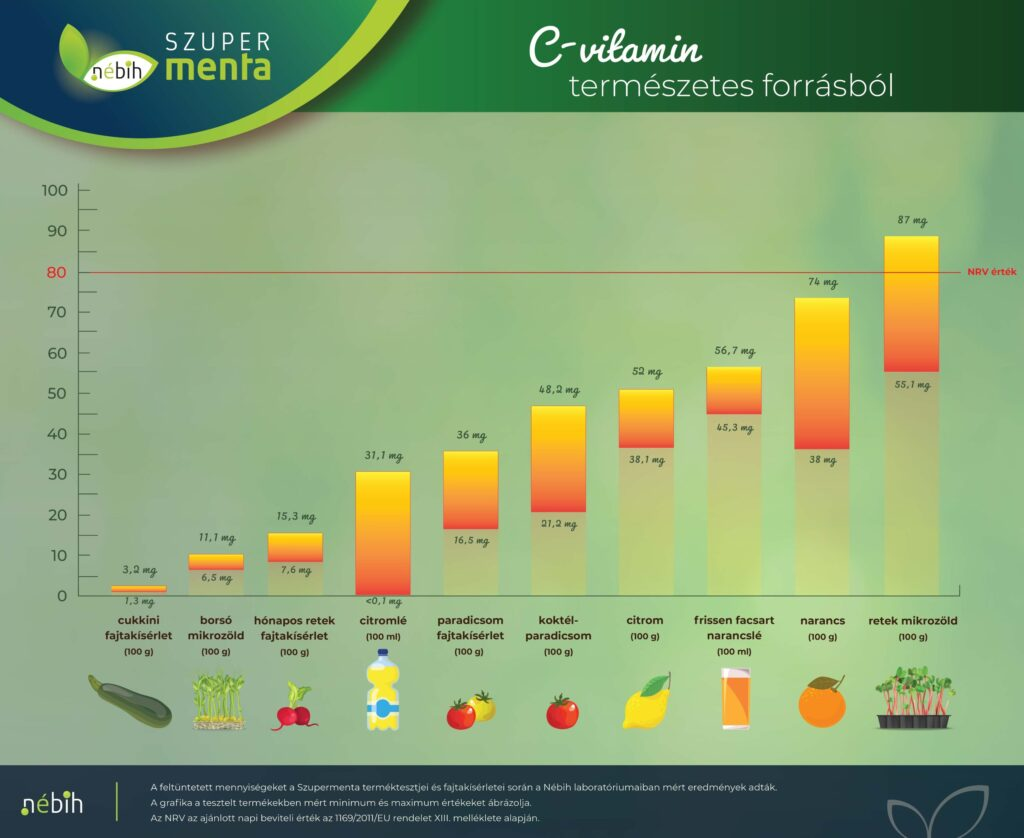 SZUPER
nébih menta
C-vitamin
természetes forrásból
100
90
80
70
60
50
40
30
20
10
0
NRV érték
3,2 mg
1,3 mg
11,1 mg
6,5 mg
15,3 mg
7,6 mg
31,1 mg
<0,1 mg
36 mg
16,5 mg
48,2 mg
21,2 mg
52 mg
38,1 mg
56,7 mg
45,3 mg
74 mg
38 mg
87 mg
55,1 mg
cukkini
fajtakísérlet
(100 g)
borsó
mikrozöld
(100 g)
hónapos retek
fajtakísérlet
(100 g)
citromlé
(100 ml)
paradicsom
fajtakísérlet
(100 g)
koktél-
paradicsom
(100 g)
citrom
(100 g)
frissen facsart
narancslé
(100 ml)
narancs
(100 g)
retek mikrozöld
(100 g)
nébih
A feltüntetett mennyiségeket a Szupermenta terméktesztjei és fajtakísérletei során a Nébih laboratóriumaiban mért eredmények adták.
A grafika a tesztelt termékekben mért minimum és maximum értékeket ábrázolja.
Az NRV az ajánlott napi beviteli érték az 1169/2011/EU rendelet XIII. melléklete alapján.